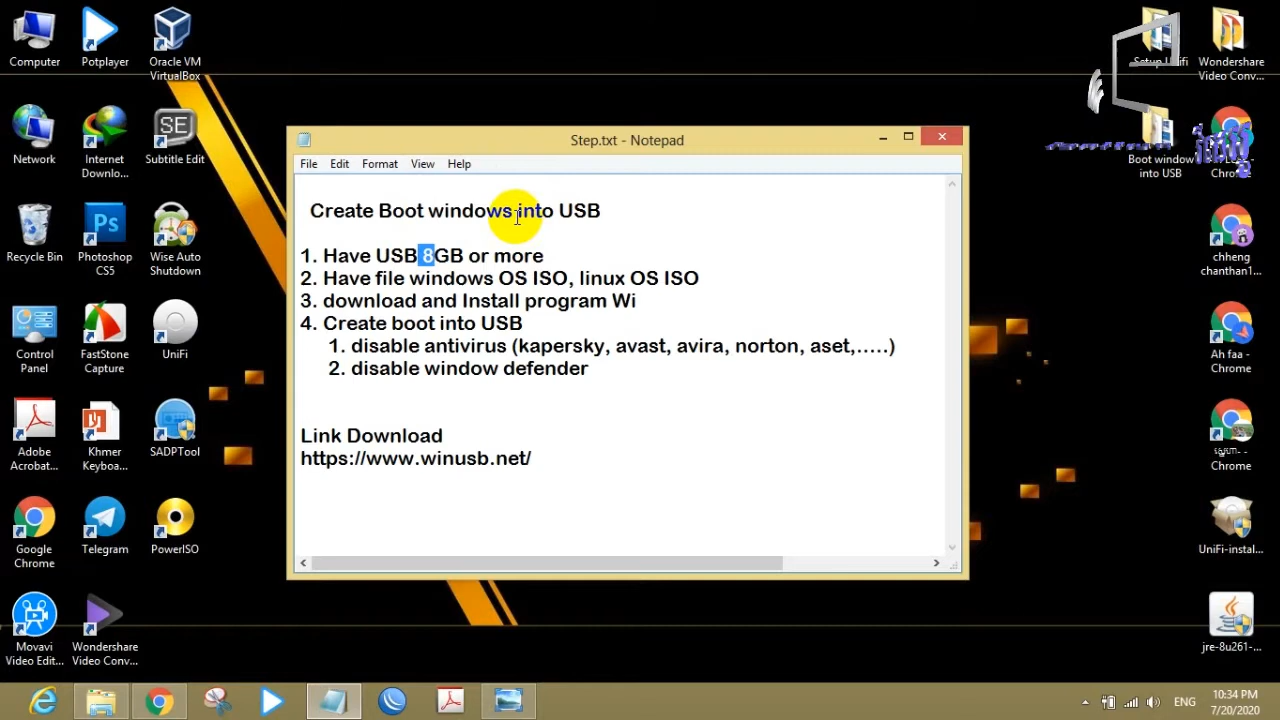 Computer
Potplayer
Oracle VM
VirtualBox
Setup Unifi
Wondershare
Video Conv...
Network
Internet
Downlo...
SE
Subtitle Edit
Boot window
into USB
Chrome
Recycle Bin
Ps
Photoshop
CS5
Wise Auto
Shutdown
chheng
chanthan1...
Control
Panel
FastStone
Capture
UniFi
Ah faa -
Chrome
Adobe
Acrobat...
Khmer
Keyboa...
SADPTool
Chrome
Google
Chrome
Telegram
PowerISO
UniFi-instal...
Movavi
Video Edit...
Wondershare
Video Conv...
jre-8u261-...
Step.txt - Notepad
File Edit Format View Help
Create Boot windows into USB
1. Have USB 8GB or more
2. Have file windows OS ISO, linux OS ISO
3. download and Install program Wi
4. Create boot into USB
1. disable antivirus (kapersky, avast, avira, norton, aset,.....)
2. disable window defender
Link Download
https://www.winusb.net/
ENG
10:34 PM
7/20/2020